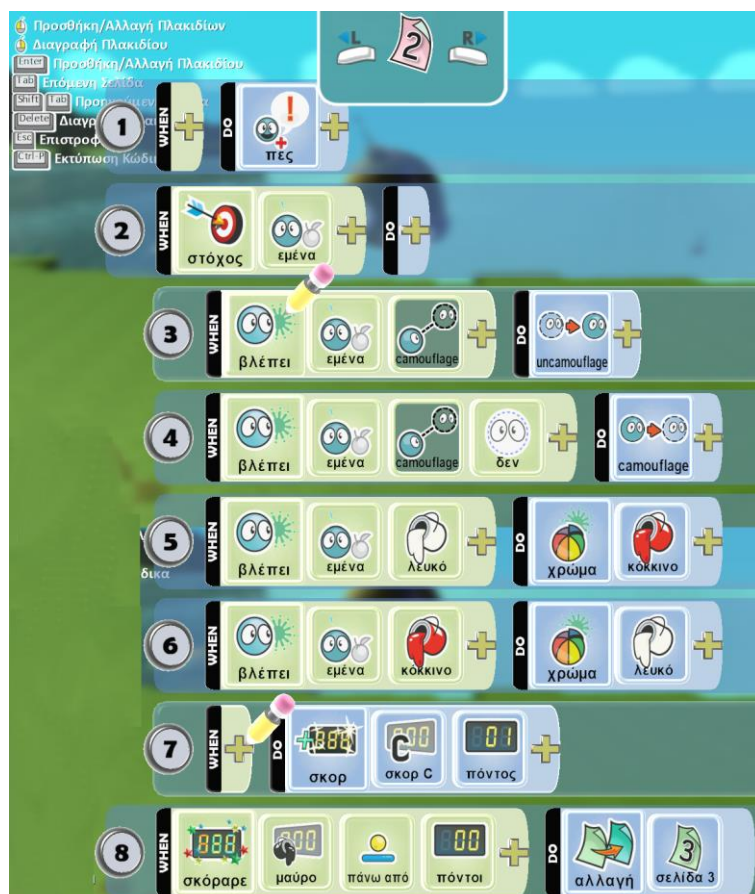 Προσθήκη/Αλλαγή Πλακιδίων
Διαγραφή Πλακιδίου
Enter Προσθήκη/Αλλαγή Πλακιδίου
Tab Επόμενη Σελίδα
Shift Tab
Delete
Esc
Ctrl-P Εκτύπωση
L 2 R
1 WHEN DO πες
2 WHEN στόχος εμένα DO
3 WHEN βλέπει εμένα camouflage DO uncamouflage
4 WHEN βλέπει εμένα camouflage δεν DO camouflage
5 WHEN βλέπει εμένα λευκό DO χρώμα κόκκινο
6 WHEN βλέπει εμένα κόκκινο DO χρώμα λευκό
7 WHEN DO σκορ C σκορ C 01 πόντος
8 WHEN σκόραρε μαύρο πάνω από 00 πόντοι DO αλλαγή 3 σελίδα 3